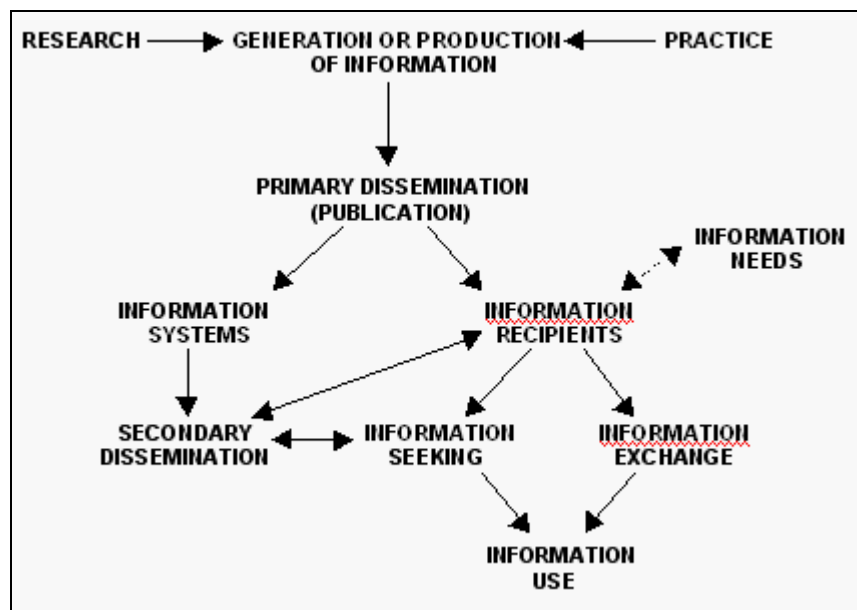 RESEARCH
GENERATION OR PRODUCTION
OF INFORMATION
PRACTICE
PRIMARY DISSEMINATION
(PUBLICATION)
INFORMATION
NEEDS
INFORMATION
SYSTEMS
INFORMATION
RECIPIENTS
SECONDARY
DISSEMINATION
INFORMATION
SEEKING
INFORMATION
EXCHANGE
INFORMATION
USE